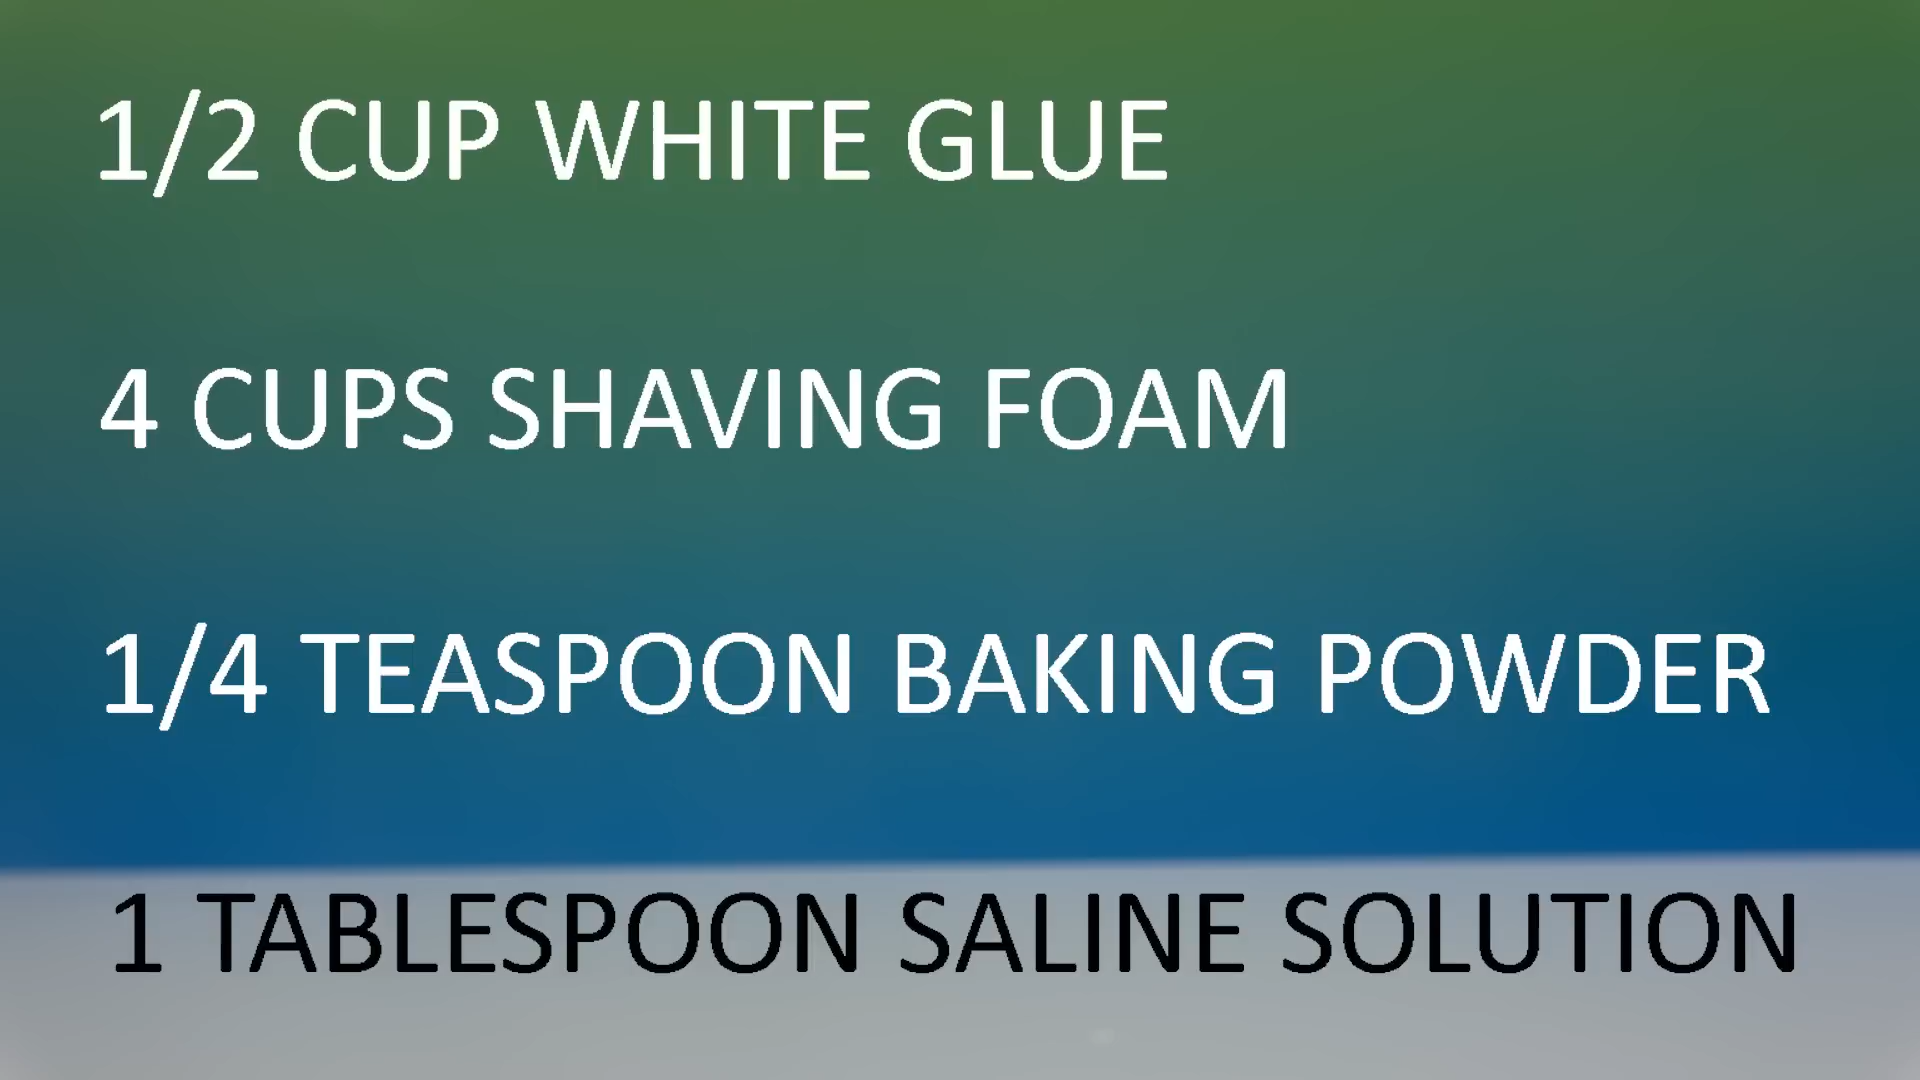 1/2 CUP WHITE GLUE
4 CUPS SHAVING FOAM
1/4 TEASPOON BAKING POWDER
1 TABLESPOON SALINE SOLUTION